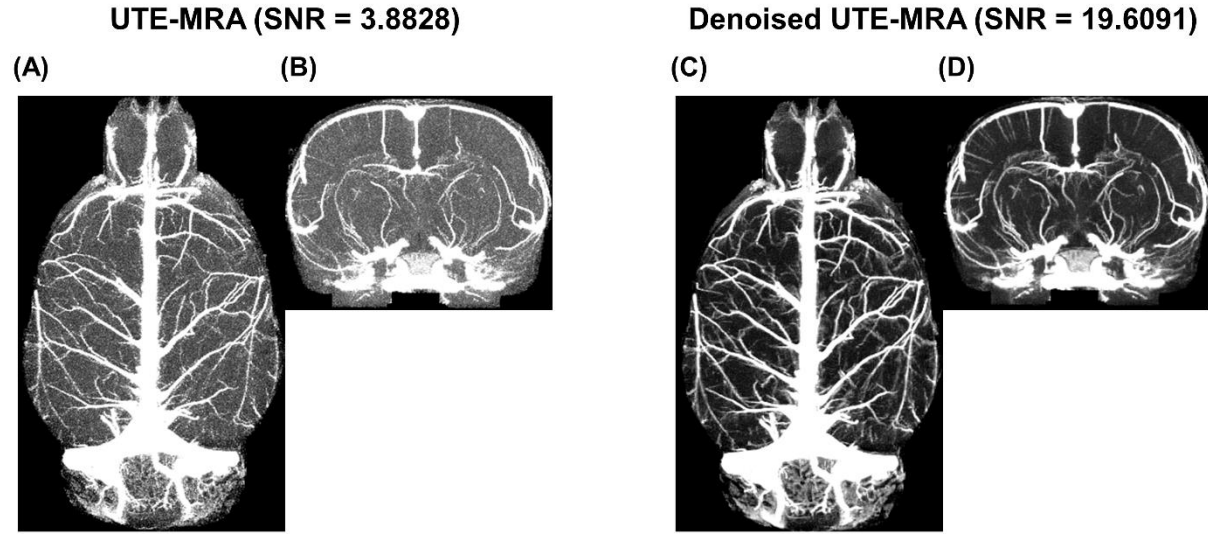 UTE-MRA (SNR = 3.8828)
Denoised UTE-MRA (SNR = 19.6091)
(A)
(B)
(C)
(D)